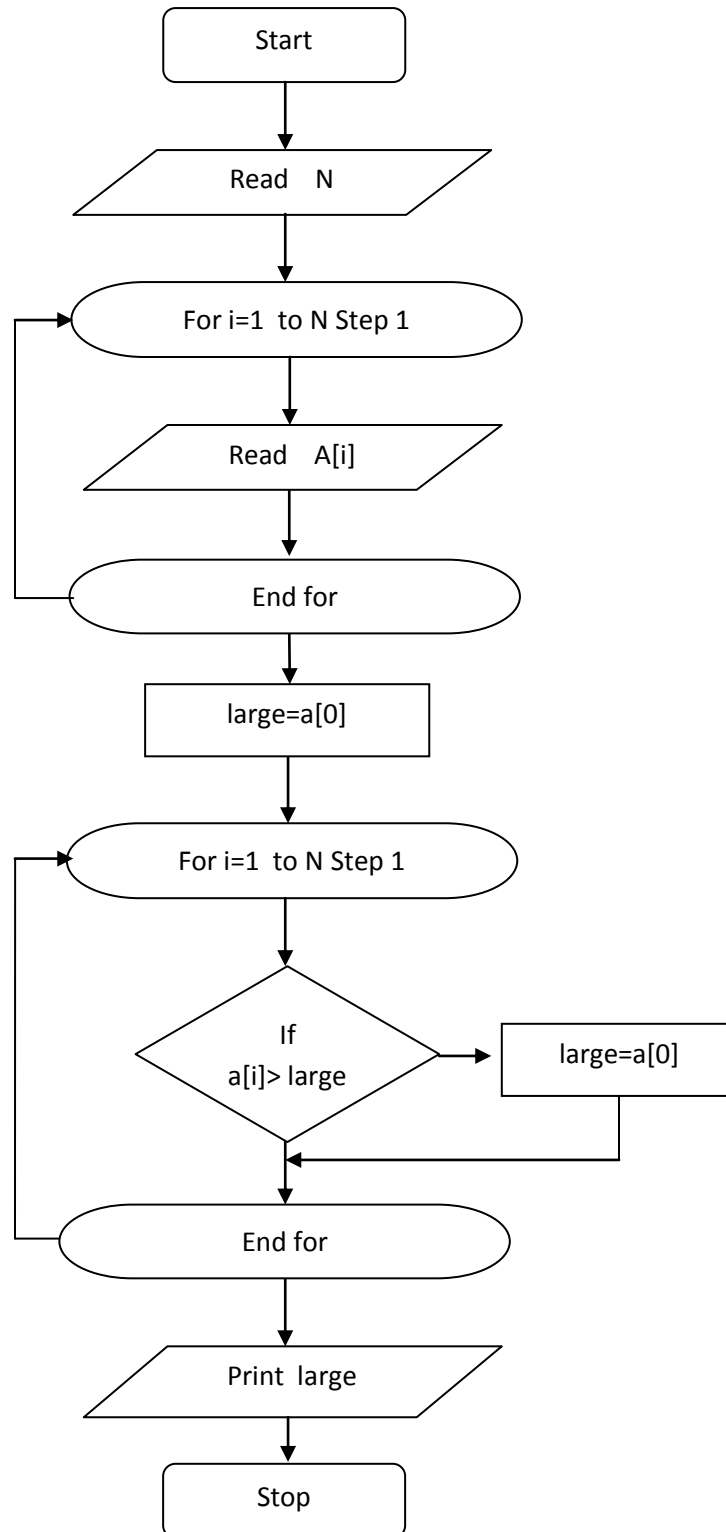 Start
Read N
For i=1 to N Step 1
Read A[i]
End for
large=a[0]
For i=1 to N Step 1
If
a[i]> large
large=a[0]
End for
Print large
Stop